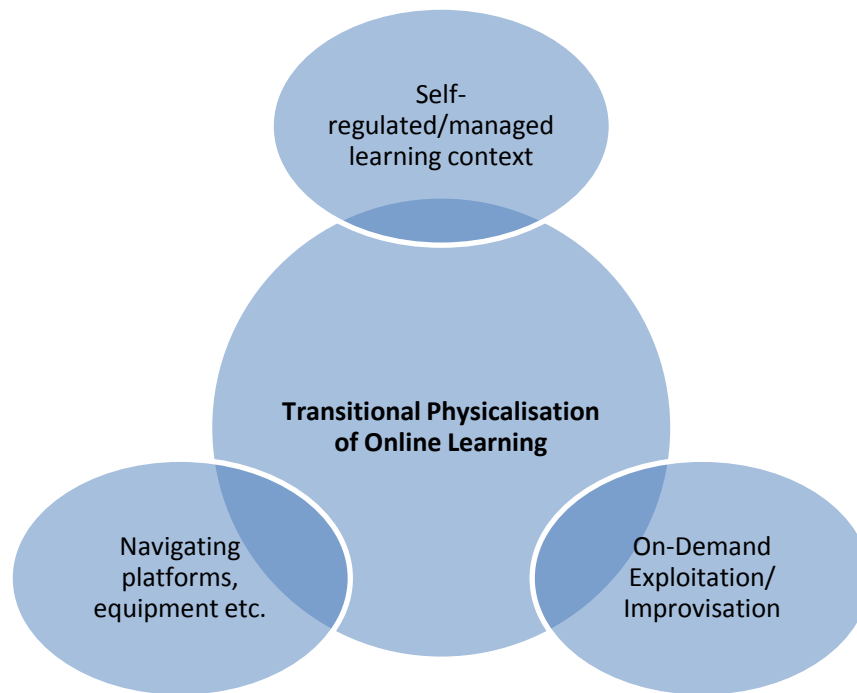 Self-
regulated/managed
learning context
Transitional Physicalisation
of Online Learning
Navigating
platforms,
equipment etc.
On-Demand
Exploitation/
Improvisation